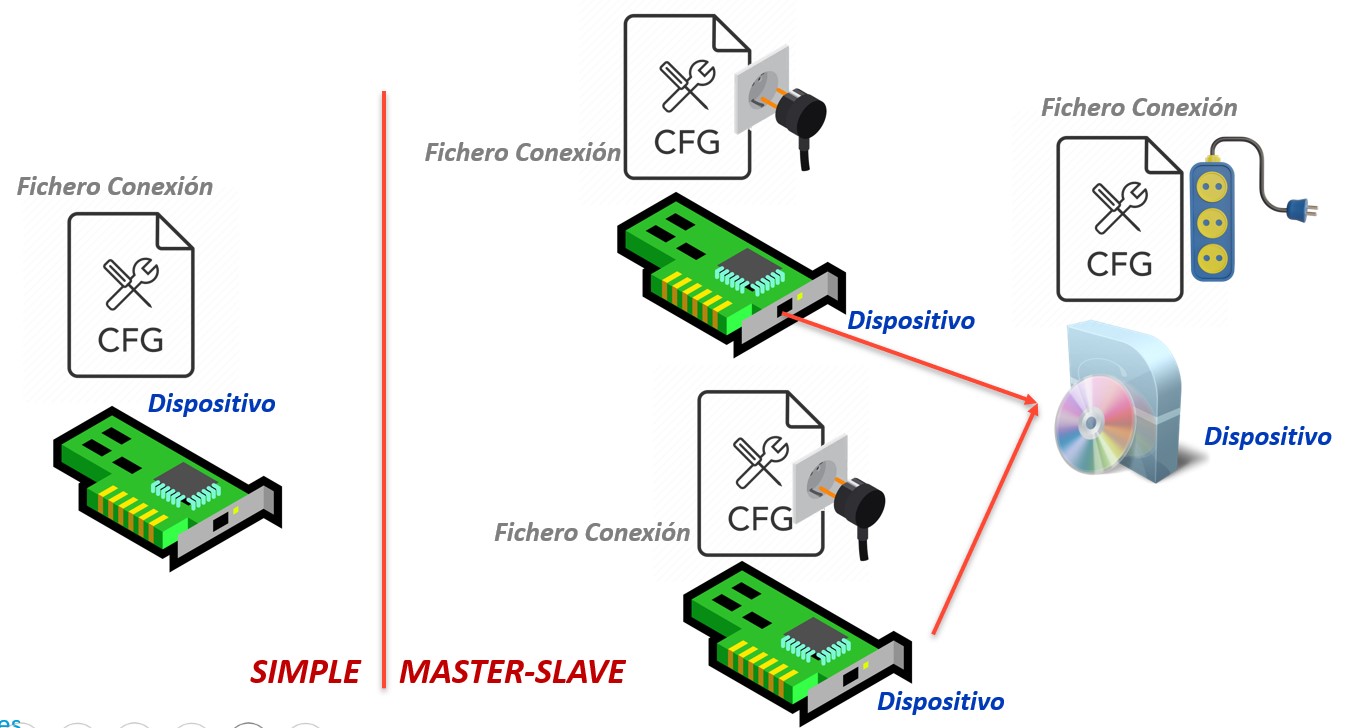 Fichero Conexión
CFG
Dispositivo
SIMPLE
Fichero Conexión
CFG
Dispositivo
Fichero Conexión
CFG
Dispositivo
Fichero Conexión
CFG
Dispositivo
MASTER-SLAVE